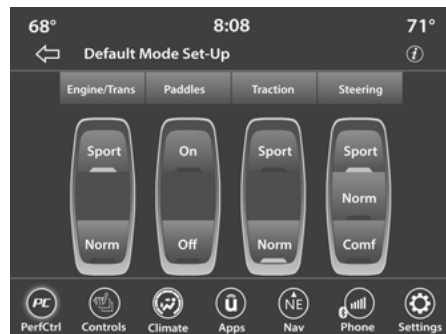 68° 8:08 71°
Default Mode Set-Up i
Engine/Trans Paddles Traction Steering
Sport On Sport Sport
Norm
Norm Off Norm Comf
PC ū NE
PerfCtrl Controls Climate Apps Nav Phone Settings